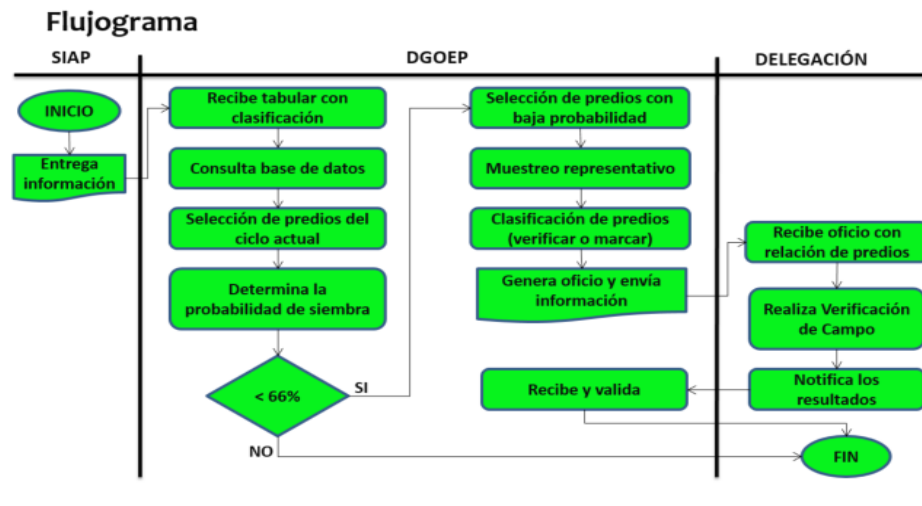 Flujograma
SIAP
DGOEP
DELEGACIÓN
INICIO
Entrega
información
Recibe tabular con
clasificación
Consulta base de datos
Selección de predios del
ciclo actual
Determina la
probabilidad de siembra
< 66%
SI
NO
Selección de predios con
baja probabilidad
Muestreo representativo
Clasificación de predios
(verificar o marcar)
Genera oficio y envía
información
Recibe oficio con
relación de predios
Realiza Verificación
de Campo
Notifica los
resultados
Recibe y valida
FIN